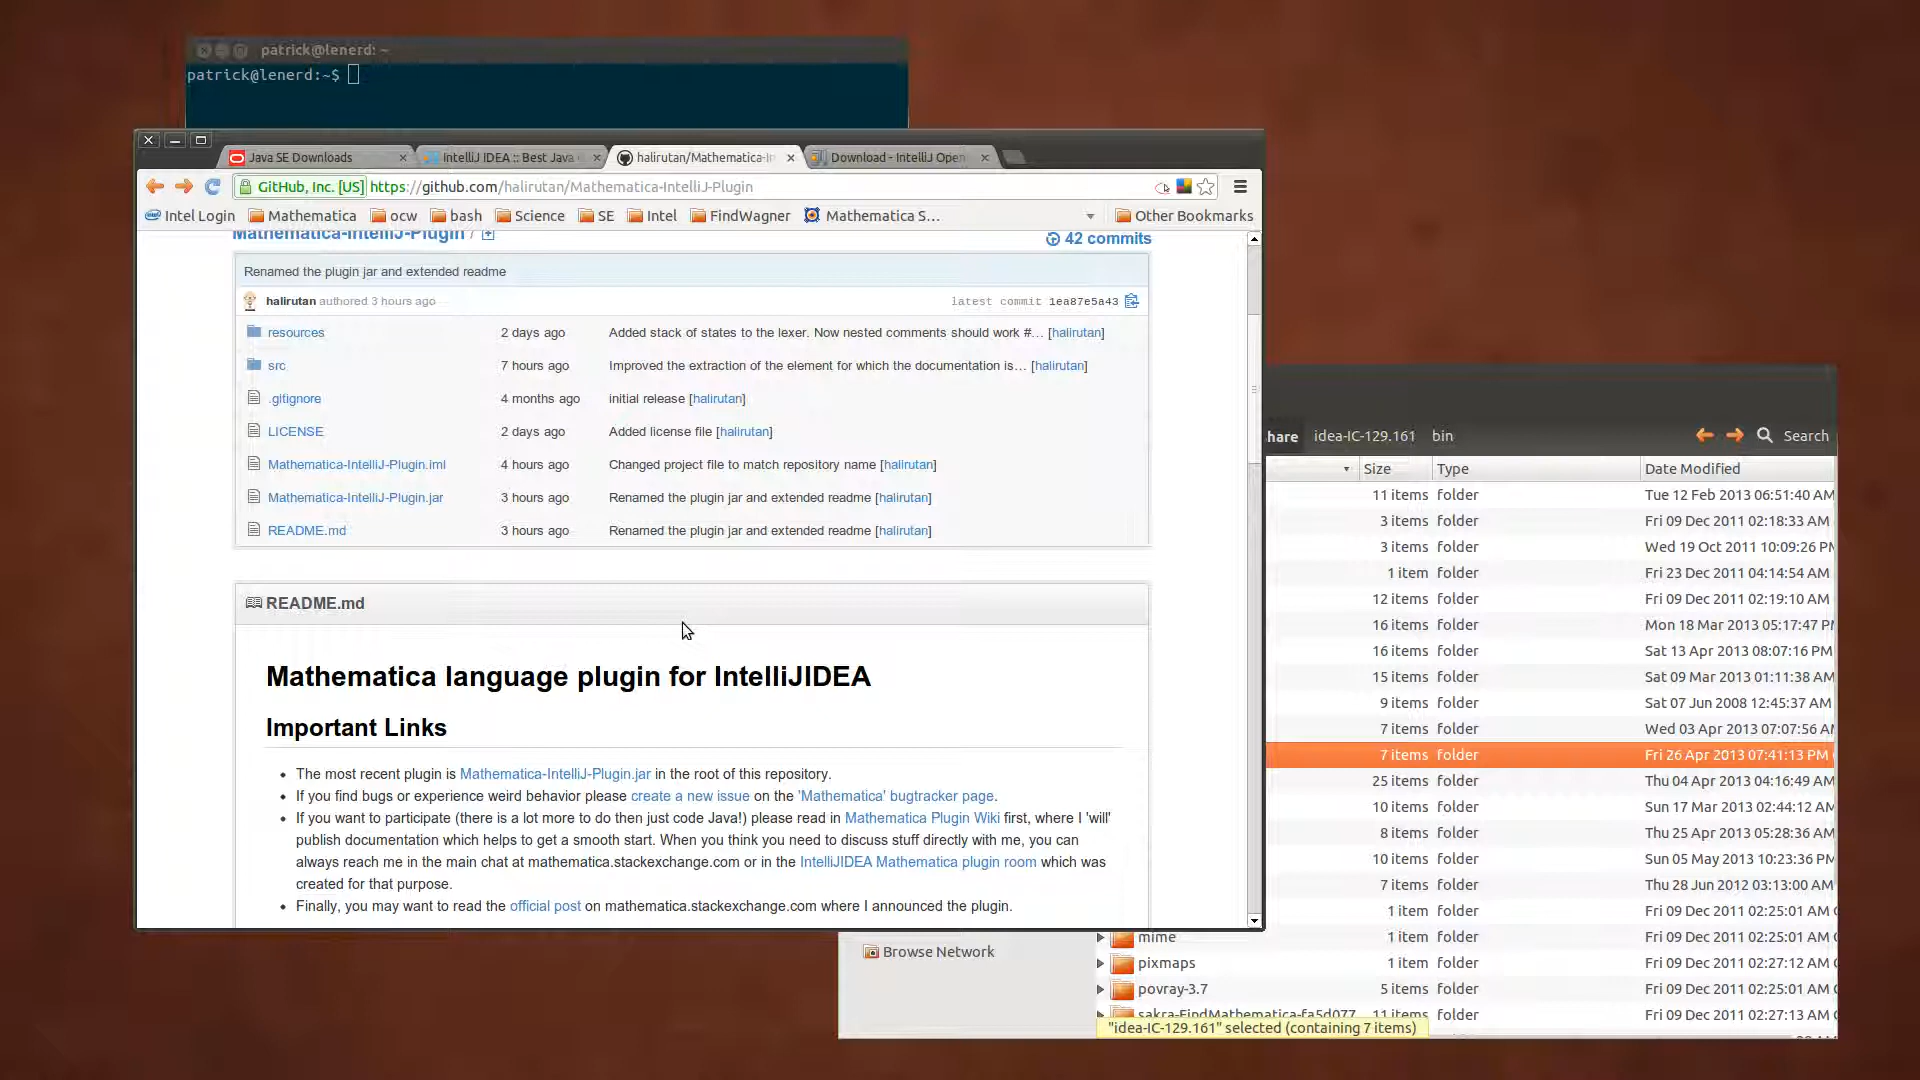 patrick@lenerd: ~
patrick@lenerd:~$
Java SE Downloads
IntelliJ IDEA :: Best Java
halirutan/Mathematica-In
Download - IntelliJ Open
GitHub, Inc. [US] https://github.com/halirutan/Mathematica-IntelliJ-Plugin
Intel Login Mathematica ocw bash Science SE Intel FindWagner Mathematica S... Other Bookmarks
Mathematica-IntelliJ-Plugin /
42 commits
Renamed the plugin jar and extended readme
halirutan authored 3 hours ago latest commit 1ea87e5a43
resources 2 days ago Added stack of states to the lexer. Now nested comments should work #... [halirutan]
src 7 hours ago Improved the extraction of the element for which the documentation is... [halirutan]
.gitignore 4 months ago initial release [halirutan]
LICENSE 2 days ago Added license file [halirutan]
Mathematica-IntelliJ-Plugin.iml 4 hours ago Changed project file to match repository name [halirutan]
Mathematica-IntelliJ-Plugin.jar 3 hours ago Renamed the plugin jar and extended readme [halirutan]
README.md 3 hours ago Renamed the plugin jar and extended readme [halirutan]
README.md
Mathematica language plugin for IntelliJIDEA
Important Links
• The most recent plugin is Mathematica-IntelliJ-Plugin.jar in the root of this repository.
• If you find bugs or experience weird behavior please create a new issue on the 'Mathematica' bugtracker page.
• If you want to participate (there is a lot more to do then just code Java!) please read in Mathematica Plugin Wiki first, where I 'will'
publish documentation which helps to get a smooth start. When you think you need to discuss stuff directly with me, you can
always reach me in the main chat at mathematica.stackexchange.com or in the IntelliJIDEA Mathematica plugin room which was
created for that purpose.
• Finally, you may want to read the official post on mathematica.stackexchange.com where I announced the plugin.
hare idea-IC-129.161 bin Search
Size Type Date Modified
11 items folder Tue 12 Feb 2013 06:51:40 AM
3 items folder Fri 09 Dec 2011 02:18:33 AM
3 items folder Wed 19 Oct 2011 10:09:26 PM
1 item folder Fri 23 Dec 2011 04:14:54 AM
12 items folder Fri 09 Dec 2011 02:19:10 AM
16 items folder Mon 18 Mar 2013 05:17:47 P
16 items folder Sat 13 Apr 2013 08:07:16 PM
15 items folder Sat 09 Mar 2013 01:11:38 AM
9 items folder Sat 07 Jun 2008 12:45:37 AM
7 items folder Wed 03 Apr 2013 07:07:56 AM
7 items folder Fri 26 Apr 2013 07:41:13 PM
25 items folder Thu 04 Apr 2013 04:16:49 AM
10 items folder Sun 17 Mar 2013 02:44:12 AM
8 items folder Thu 25 Apr 2013 05:28:36 AM
10 items folder Sun 05 May 2013 10:23:36 PM
7 items folder Thu 28 Jun 2012 03:13:00 AM
1 item folder Fri 09 Dec 2011 02:25:01 AM
mime 1 item folder Fri 09 Dec 2011 02:25:01 AM
Browse Network
pixmaps 1 item folder Fri 09 Dec 2011 02:27:12 AM
povray-3.7 5 items folder Fri 09 Dec 2011 02:25:01 AM
sakra-FindMathematica-fa5d077 11 items folder Fri 09 Dec 2011 02:27:13 AM
"idea-IC-129.161" selected (containing 7 items)